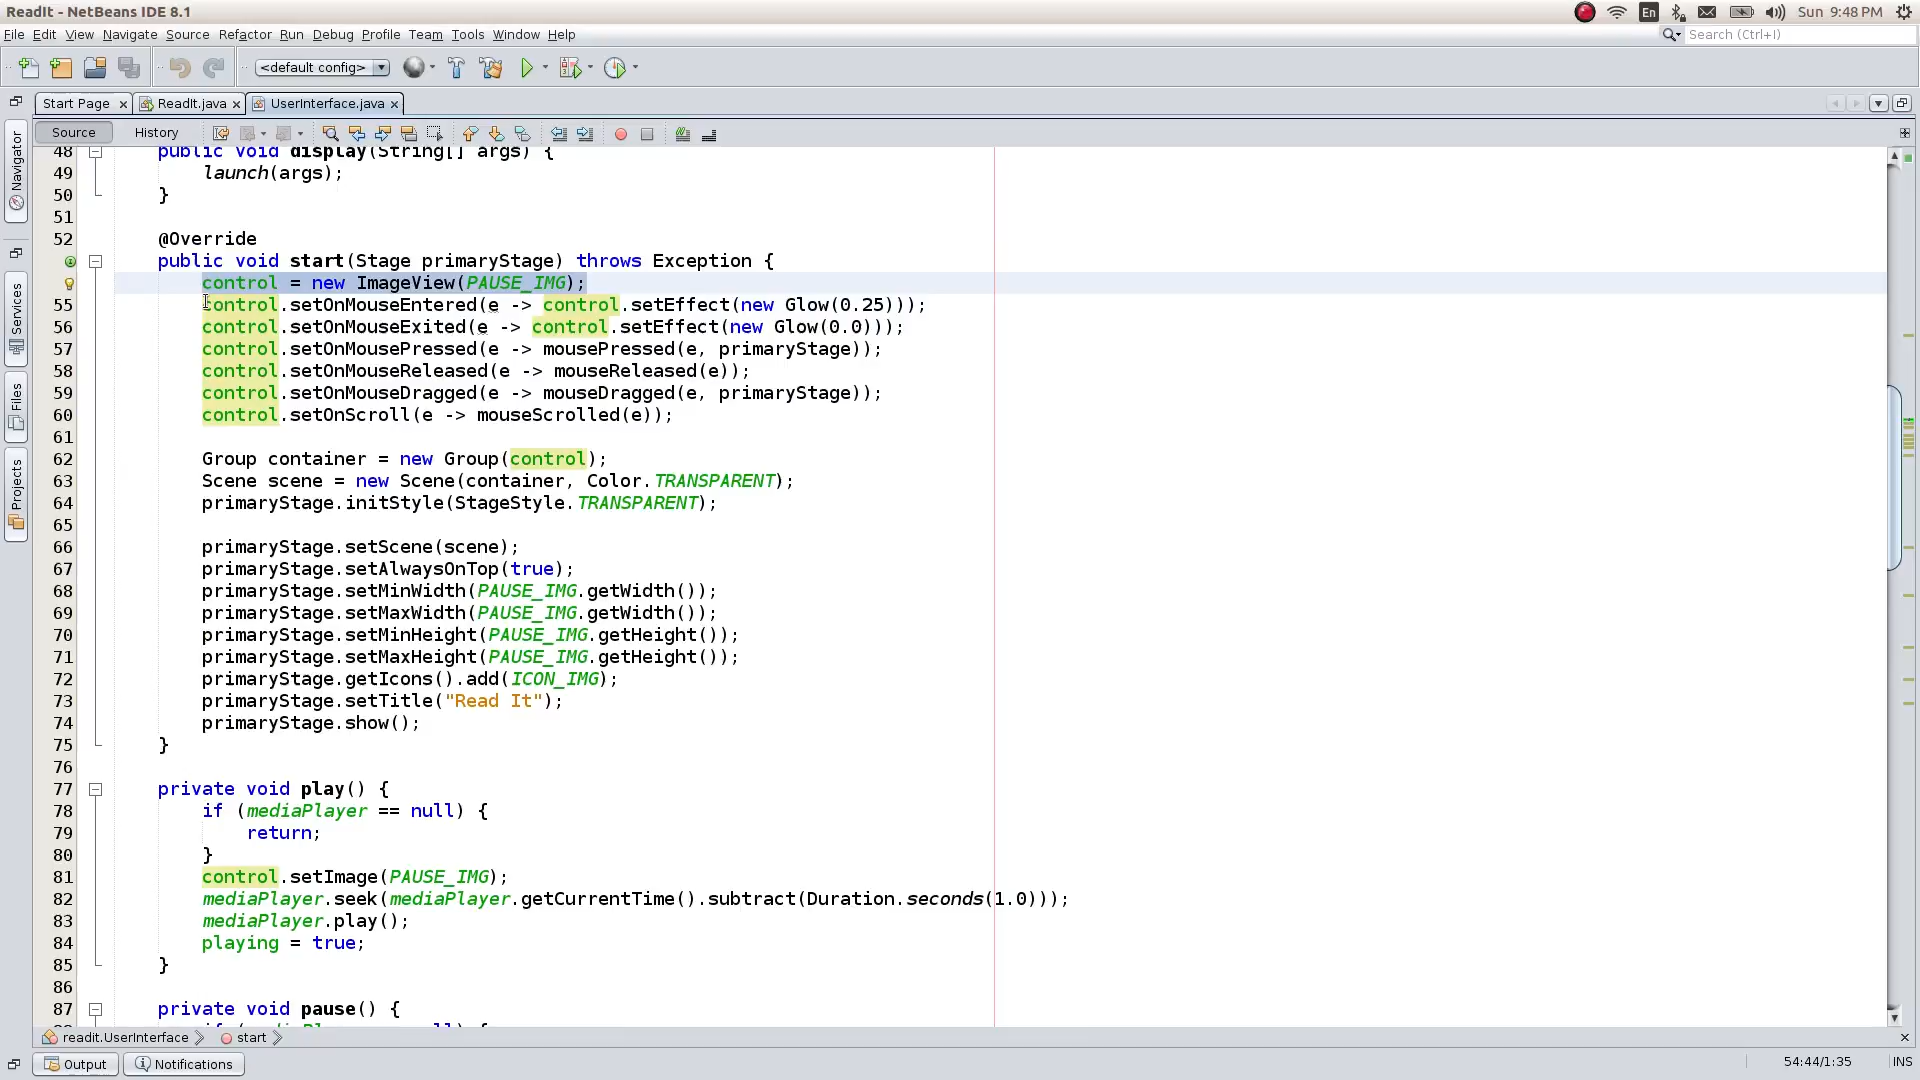 ReadIt - NetBeans IDE 8.1
En
Sun 9:48 PM
File Edit View Navigate Source Refactor Run Debug Profile Team Tools Window Help
Search (Ctrl+I)
<default config>
Start Page
ReadIt.java
UserInterface.java
Source
History
Navigator
Services
Files
Projects
48 public void display(String[] args) {
49 launch(args);
50 }
51
52 @Override
public void start(Stage primaryStage) throws Exception {
control = new ImageView(PAUSE_IMG);
55 control.setOnMouseEntered(e -> control.setEffect(new Glow(0.25)));
56 control.setOnMouseExited(e -> control.setEffect(new Glow(0.0)));
57 control.setOnMousePressed(e -> mousePressed(e, primaryStage));
58 control.setOnMouseReleased(e -> mouseReleased(e));
59 control.setOnMouseDragged(e -> mouseDragged(e, primaryStage));
60 control.setOnScroll(e -> mouseScrolled(e));
61
62 Group container = new Group(control);
63 Scene scene = new Scene(container, Color.TRANSPARENT);
64 primaryStage.initStyle(StageStyle.TRANSPARENT);
65
66 primaryStage.setScene(scene);
67 primaryStage.setAlwaysOnTop(true);
68 primaryStage.setMinWidth(PAUSE_IMG.getWidth());
69 primaryStage.setMaxWidth(PAUSE_IMG.getWidth());
70 primaryStage.setMinHeight(PAUSE_IMG.getHeight());
71 primaryStage.setMaxHeight(PAUSE_IMG.getHeight());
72 primaryStage.getIcons().add(ICON_IMG);
73 primaryStage.setTitle("Read It");
74 primaryStage.show();
75 }
76
77 private void play() {
78 if (mediaPlayer == null) {
79 return;
80 }
81 control.setImage(PAUSE_IMG);
82 mediaPlayer.seek(mediaPlayer.getCurrentTime().subtract(Duration.seconds(1.0)));
83 mediaPlayer.play();
84 playing = true;
85 }
86
87 private void pause() {
readit.UserInterface
start
Output
Notifications
54:44/1:35
INS